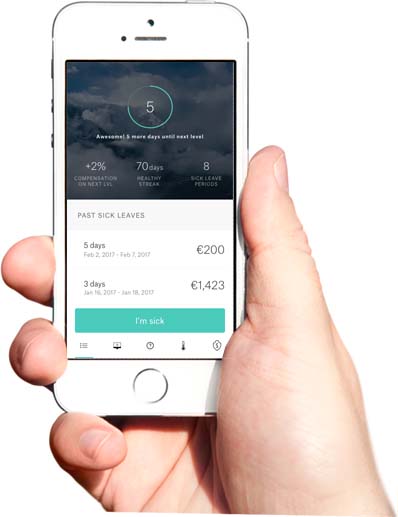 5
Awesome! 5 more days until next level
+2%
COMPENSATION
ON NEXT LVL
70 days
HEALTHY
STREAK
8
SICK LEAVE
PERIODS
PAST SICK LEAVES
5 days
Feb 2, 2017 - Feb 7, 2017
€200
3 days
Jan 16, 2017 - Jan 18, 2017
€1,423
I'm sick